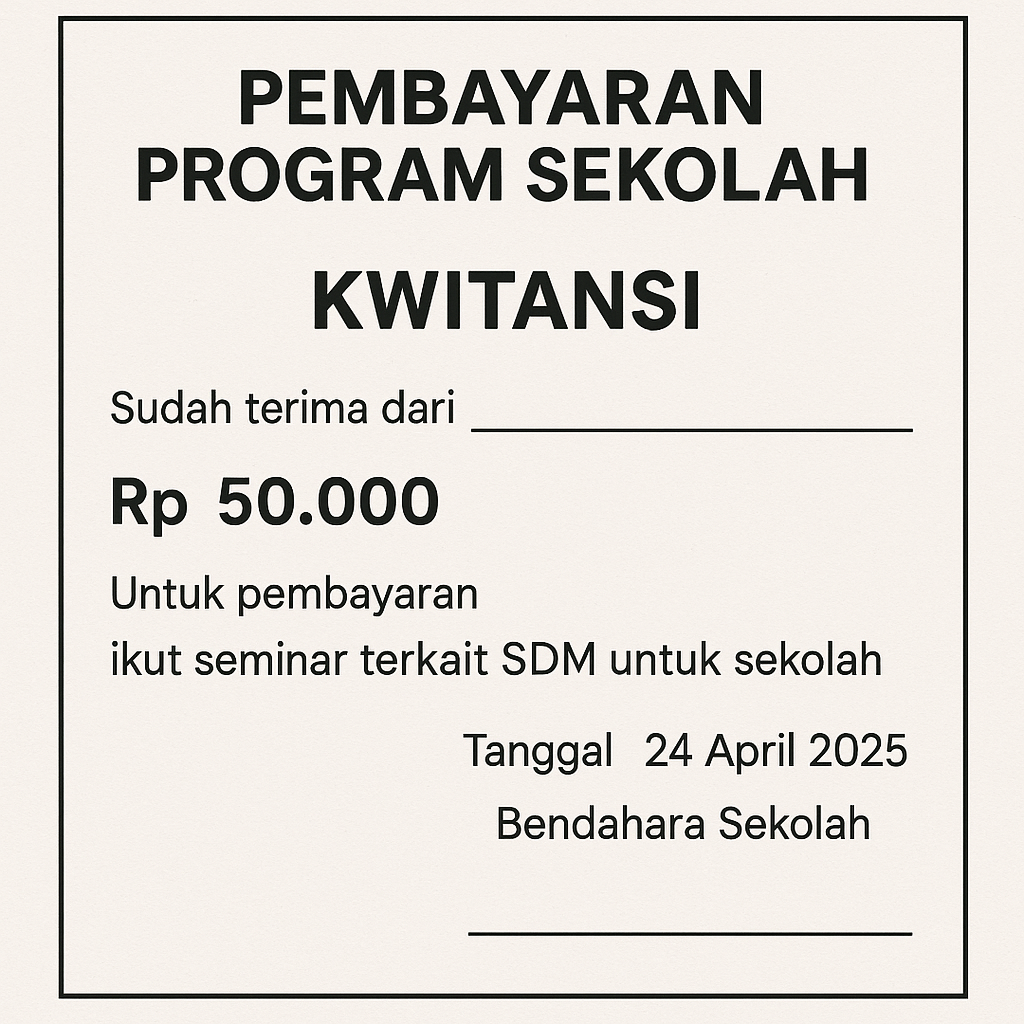 PEMBAYARAN
PROGRAM SEKOLAH
KWITANSI
Sudah terima dari
Rp 50.000
Untuk pembayaran
ikut seminar terkait SDM untuk sekolah
Tanggal 24 April 2025
Bendahara Sekolah